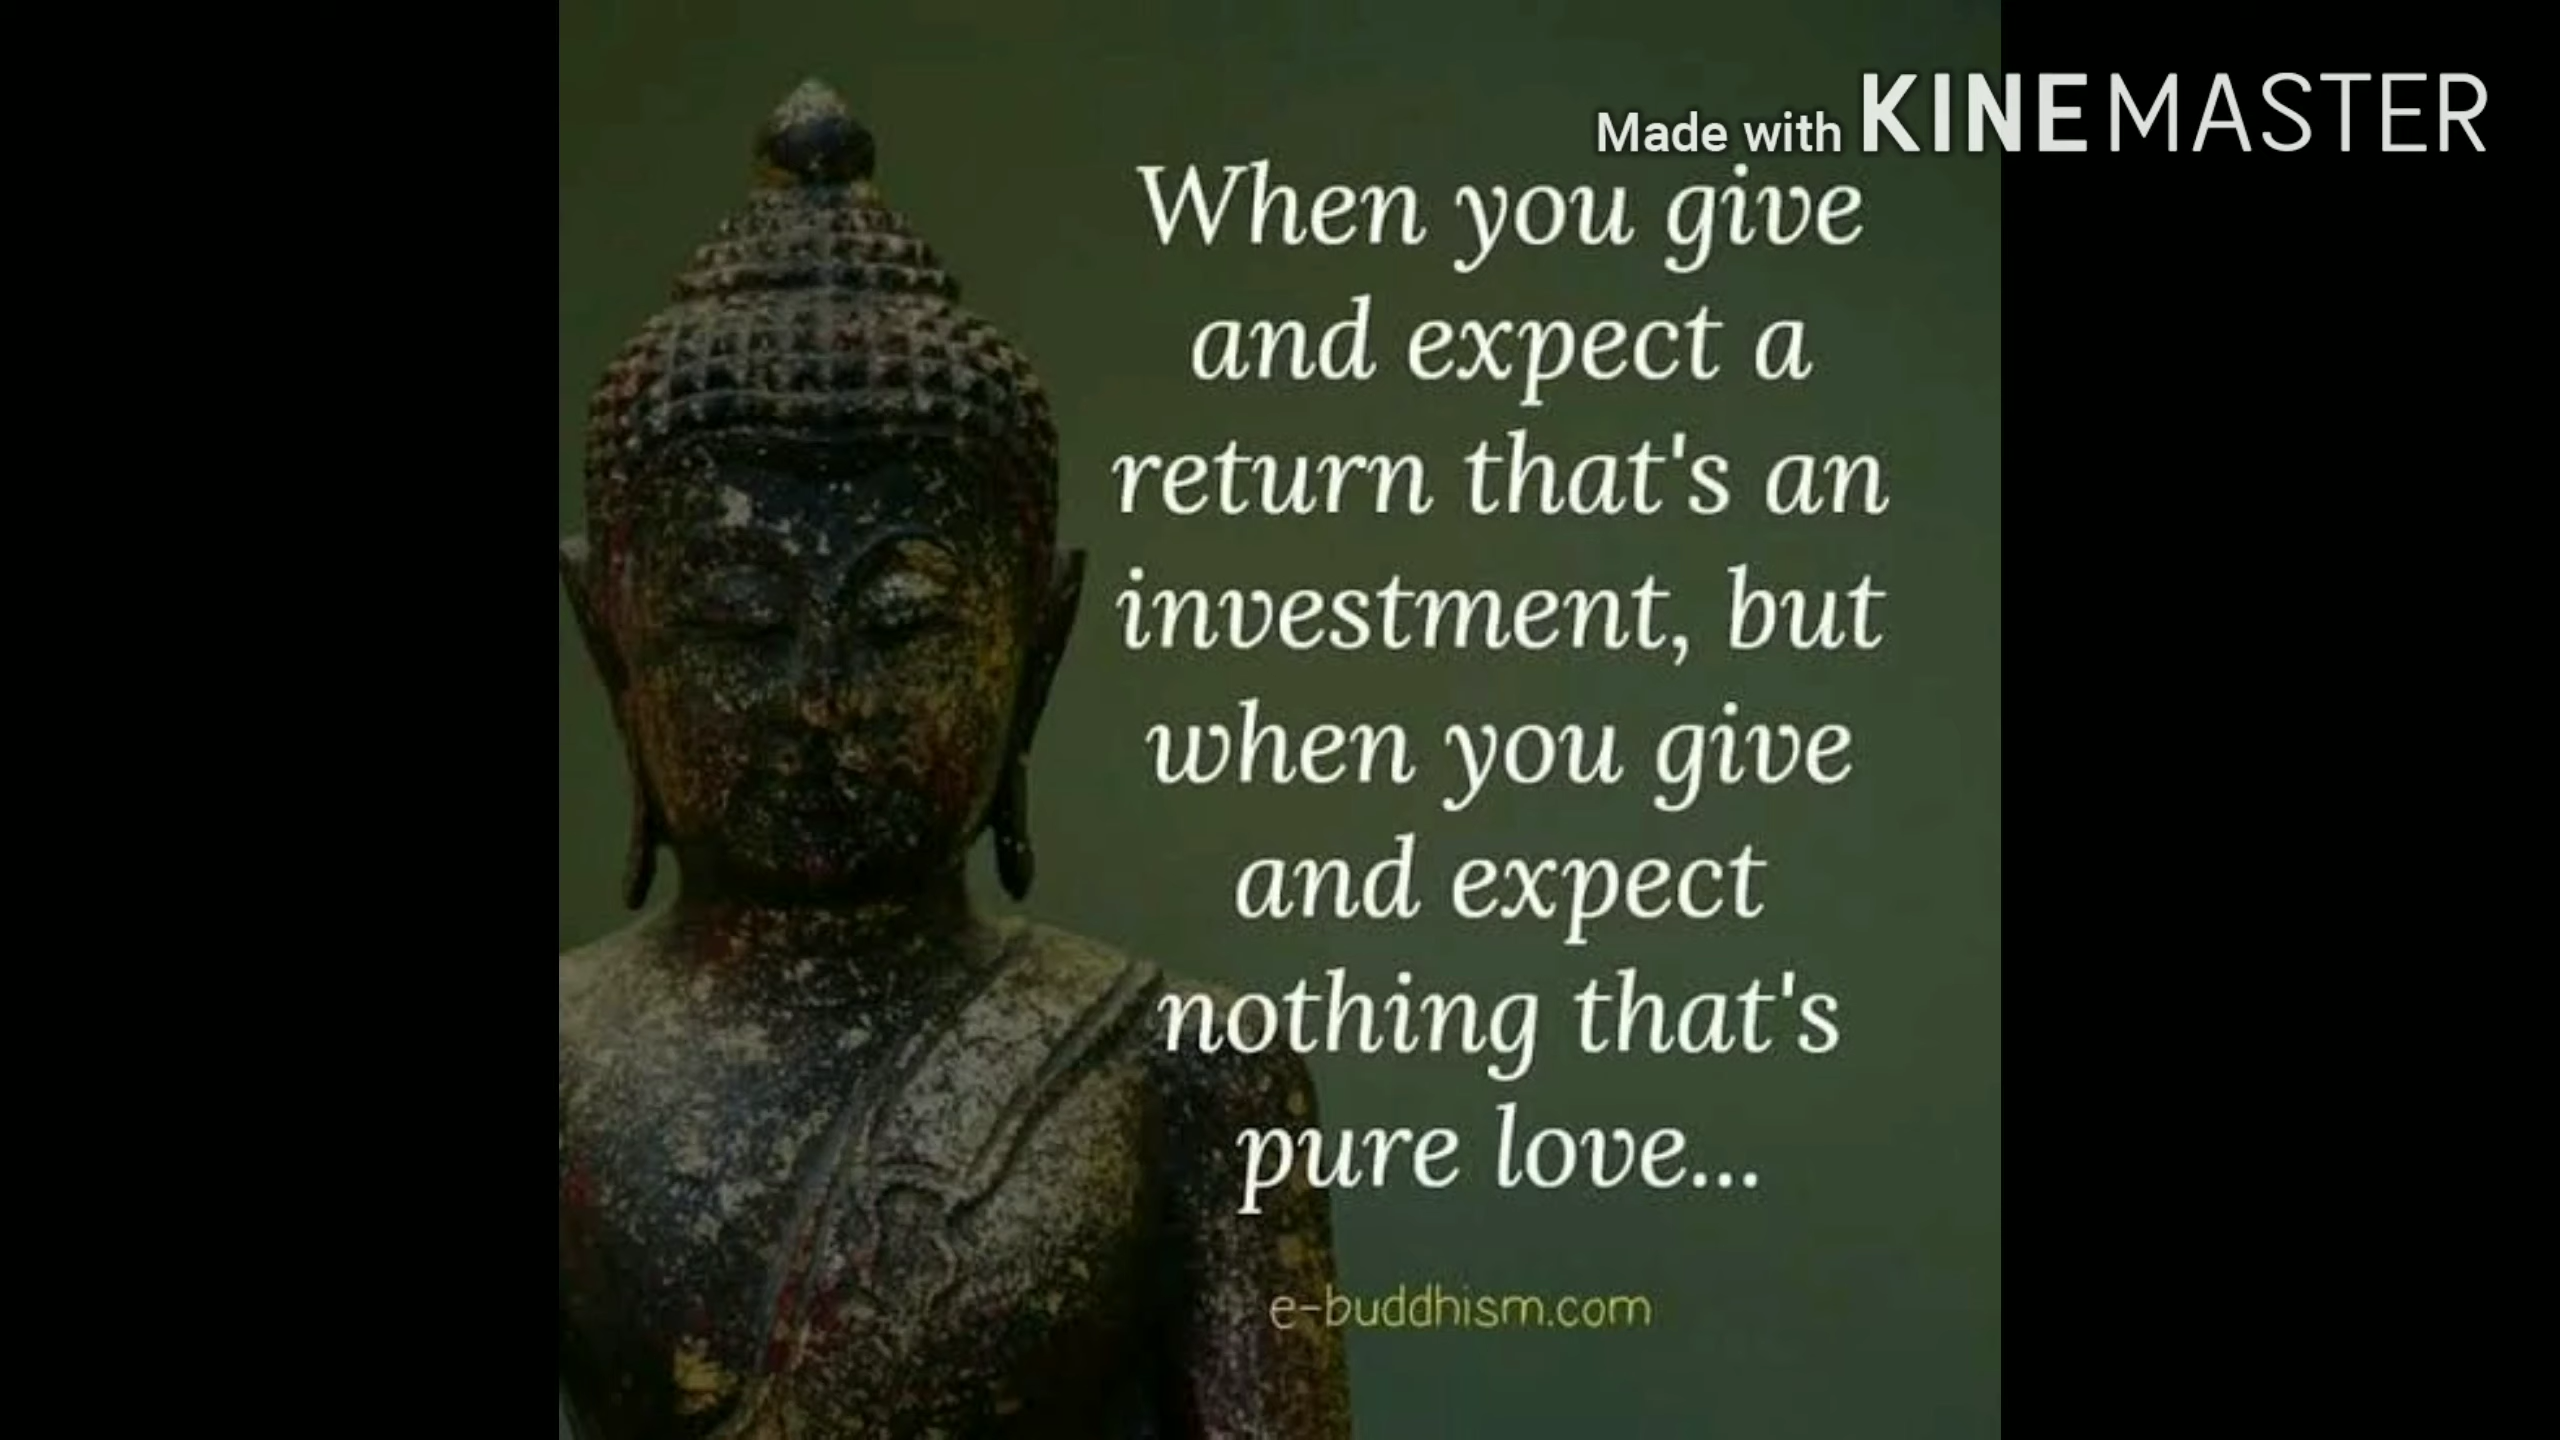 Made with KINEMASTER
When you give
and expect a
return that's an
investment, but
when you give
and expect
nothing that's
pure love...
e-buddhism.com